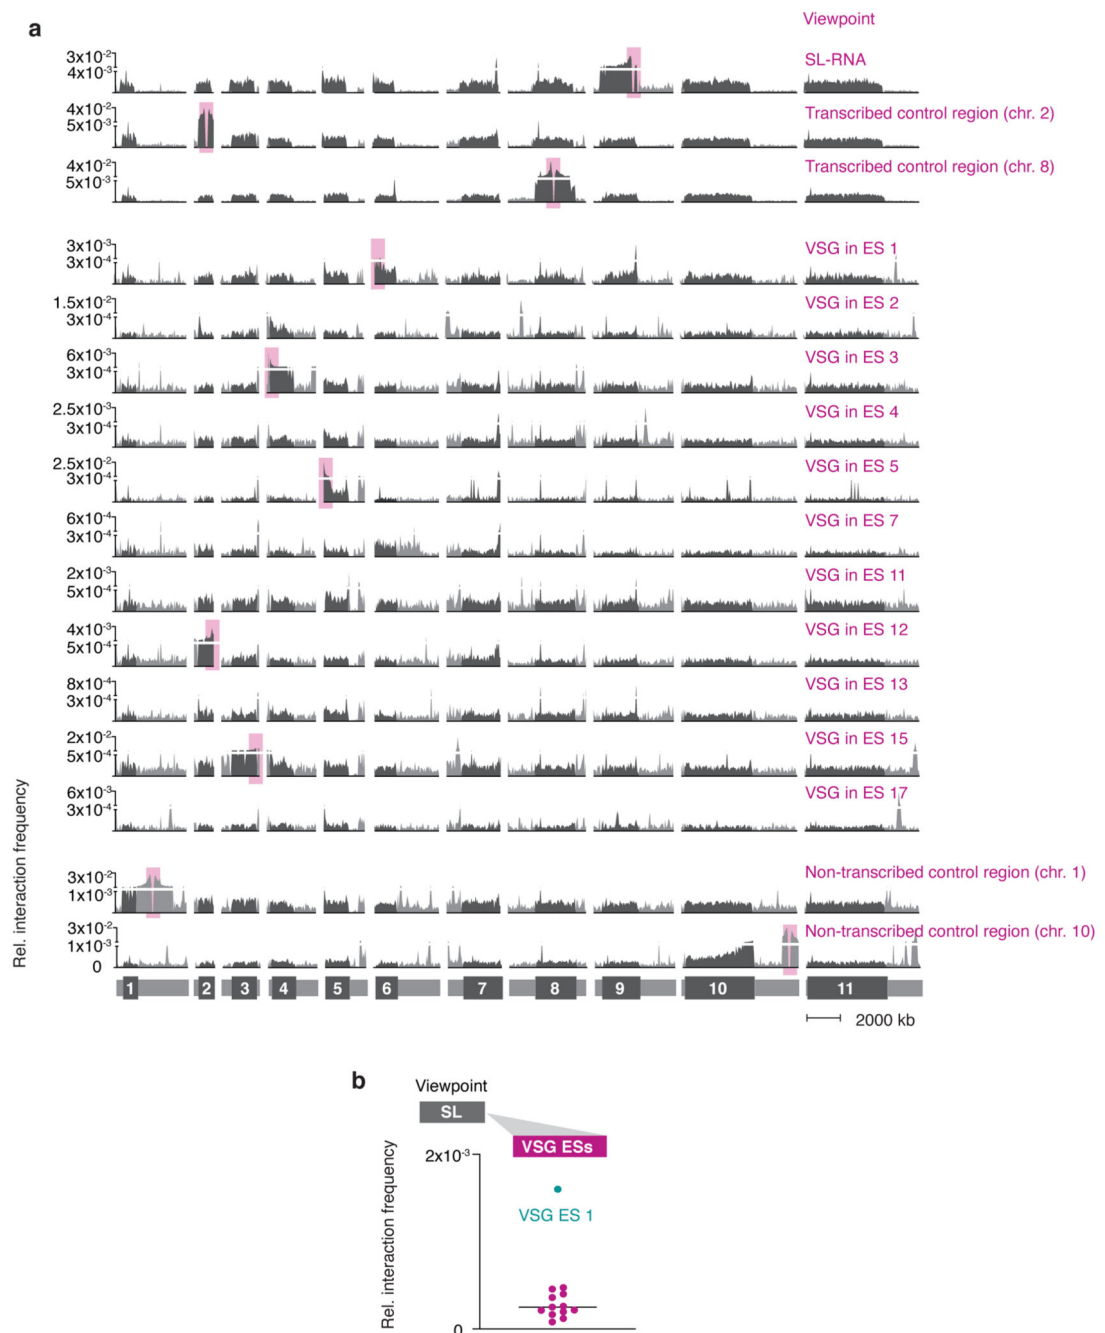 a
Viewpoint
3x10-2
4x10-3
SL-RNA
4x10-2
5x10-3
Transcribed control region (chr. 2)
4x10-2
5x10-3
Transcribed control region (chr. 8)
3x10-3
3x10-4
VSG in ES 1
1.5x10-2
3x10-4
VSG in ES 2
6x10-3
3x10-4
VSG in ES 3
2.5x10-3
3x10-4
VSG in ES 4
2.5x10-2
3x10-4
VSG in ES 5
6x10-4
3x10-4
VSG in ES 7
2x10-3
5x10-4
VSG in ES 11
4x10-3
5x10-4
VSG in ES 12
8x10-4
3x10-4
VSG in ES 13
2x10-2
5x10-4
VSG in ES 15
6x10-3
3x10-4
VSG in ES 17
3x10-2
1x10-3
Non-transcribed control region (chr. 1)
3x10-2
1x10-3
0
Non-transcribed control region (chr. 10)
Rel. interaction frequency
1 2 3 4 5 6 7 8 9 10 11
2000 kb
b
Viewpoint
SL
VSG ESs
2x10-3
VSG ES 1
Rel. interaction frequency
0